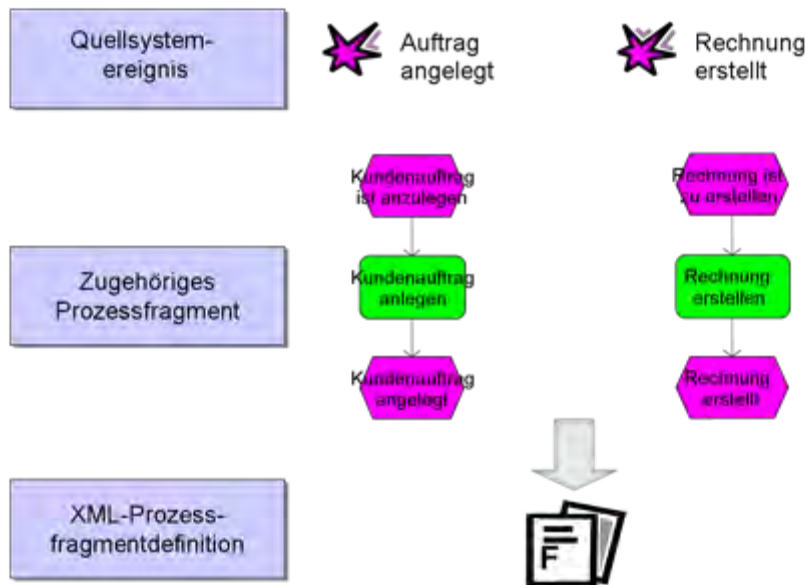 Quellsystem-
ereignis
Auftrag
angelegt
Rechnung
erstellt
Kundenauftrag
ist anzulegen
Rechnung ist
zu erstellen
Zugehöriges
Prozessfragment
Kundenauftrag
anlegen
Rechnung
erstellen
Kundenauftrag
angelegt
Rechnung
erstellt
XML-Prozess-
fragmentdefinition
F